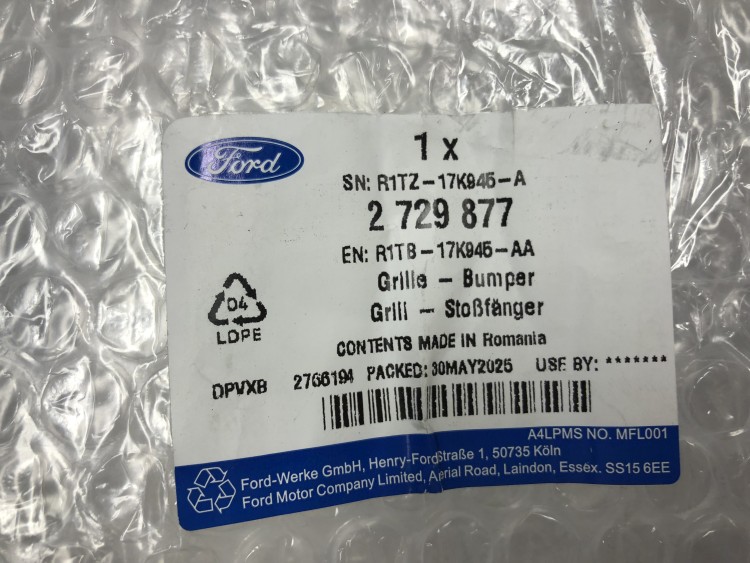 Ford
1 x
SN: R1TZ-17K945-A
2 729 877
EN: R1TB-17K945-AA
Grille - Bumper
Grill - Stoßfänger
04
LDPE
CONTENTS MADE IN Romania
DPVXB 2766194 PACKED: 30MAY2025 USE BY: *******
A4LPMS NO. MFL001
Ford-Werke GmbH, Henry-FordStraße 1, 50735 Köln
Ford Motor Company Limited, Aerial Road, Laindon, Essex. SS15 6EE